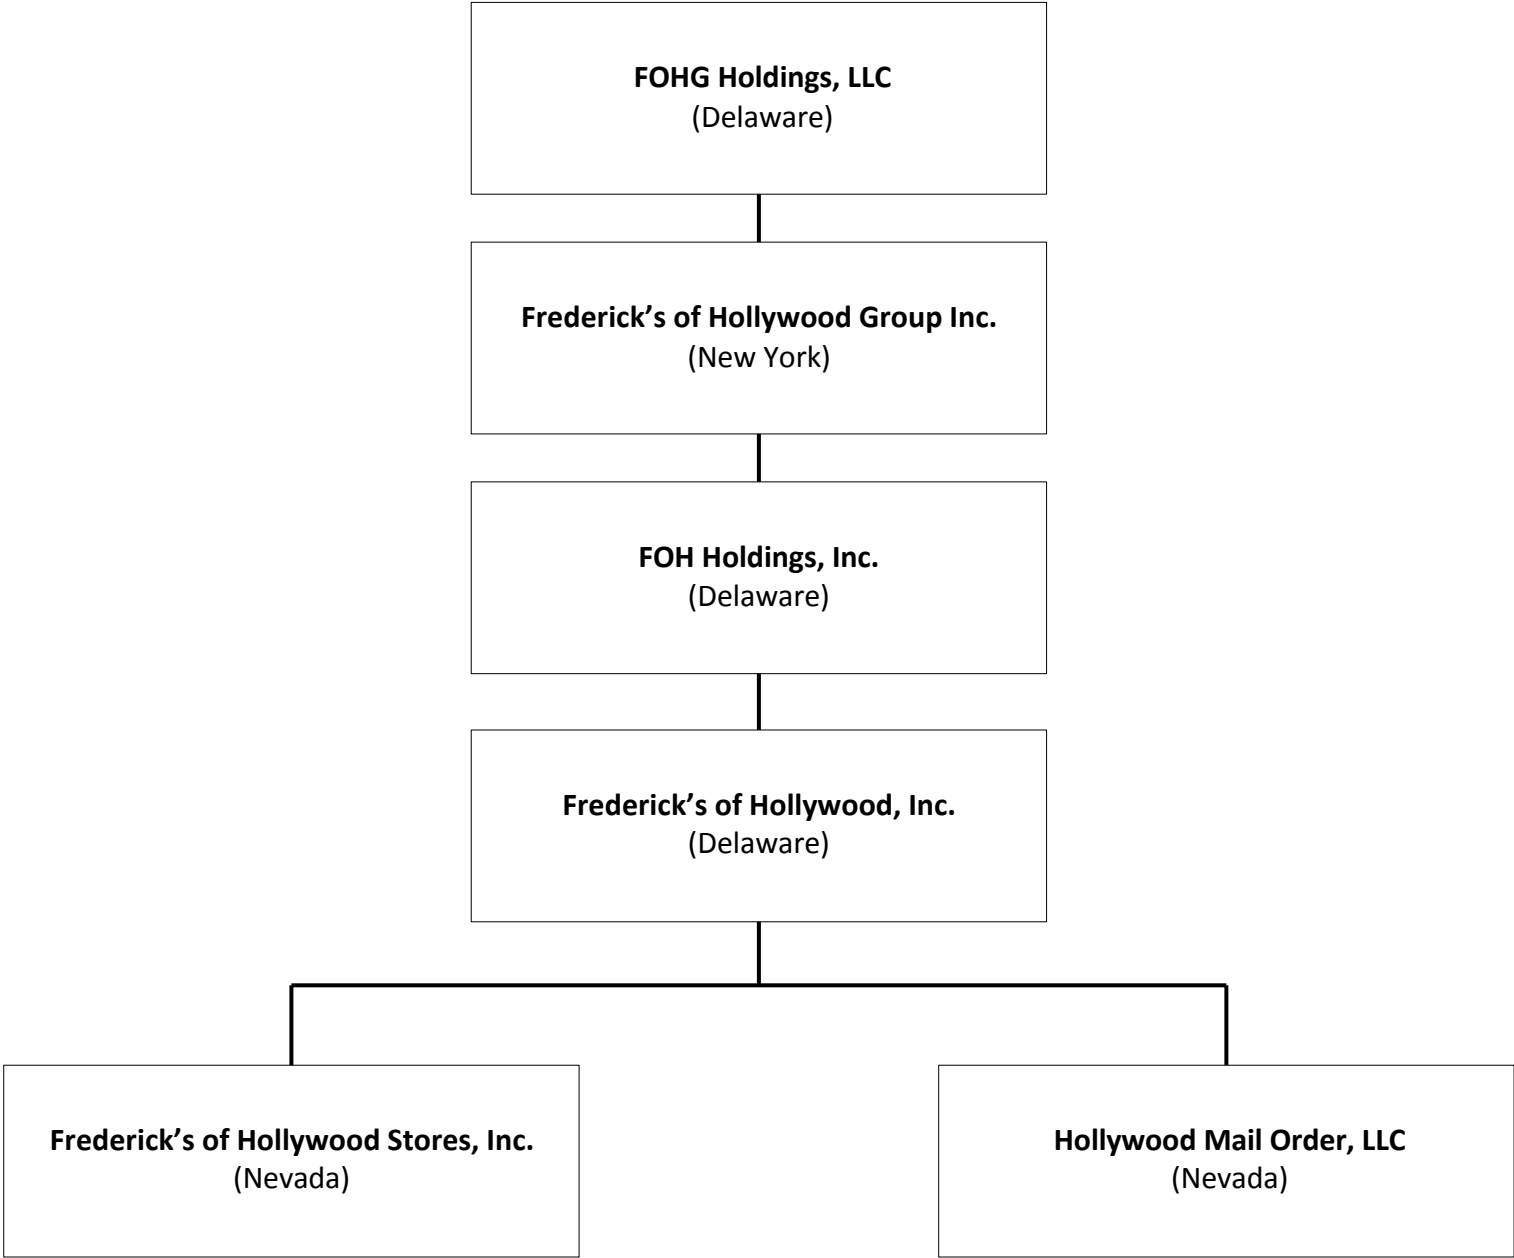 FOHG Holdings, LLC
(Delaware)
Frederick’s of Hollywood Group Inc.
(New York)
FOH Holdings, Inc.
(Delaware)
Frederick’s of Hollywood, Inc.
(Delaware)
Frederick’s of Hollywood Stores, Inc.
(Nevada)
Hollywood Mail Order, LLC
(Nevada)